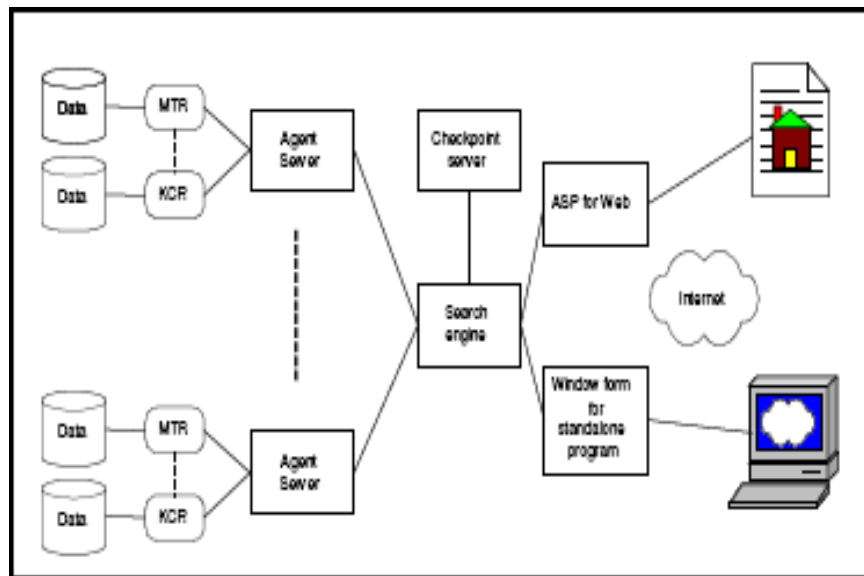 Data
MTR
Agent
Server
Data
KCR
Checkpoint
server
ASP for Web
Internet
Search
engine
Window form
for
standalone
program
Data
MTR
Agent
Server
Data
KCR